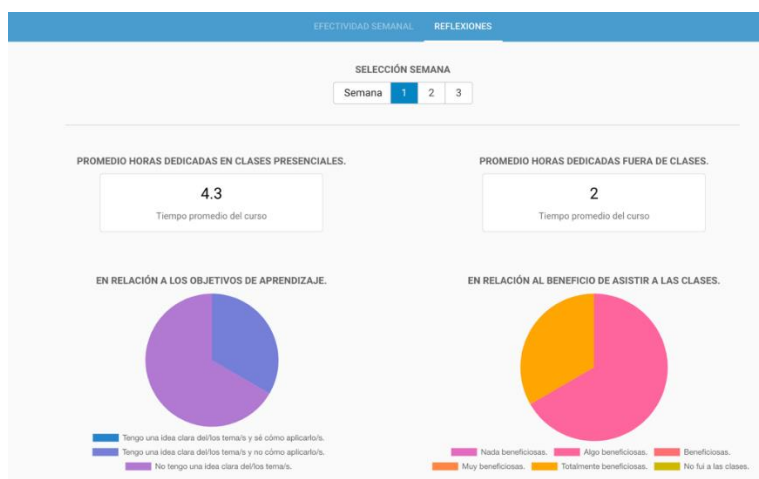 EFECTIVIDAD SEMANAL REFLEXIONES
SELECCIÓN SEMANA
Semana 1 2 3
PROMEDIO HORAS DEDICADAS EN CLASES PRESENCIALES.
4.3
Tiempo promedio del curso
PROMEDIO HORAS DEDICADAS FUERA DE CLASES.
2
Tiempo promedio del curso
EN RELACIÓN A LOS OBJETIVOS DE APRENDIZAJE.
Tengo una idea clara del/los tema/s y sé cómo aplicarlo/s.
Tengo una idea clara del/los tema/s y no cómo aplicarlo/s.
No tengo una idea clara del/los tema/s.
EN RELACIÓN AL BENEFICIO DE ASISTIR A LAS CLASES.
Nada beneficiosas. Algo beneficiosas. Beneficiosas.
Muy beneficiosas. Totalmente beneficiosas. No fui a las clases.